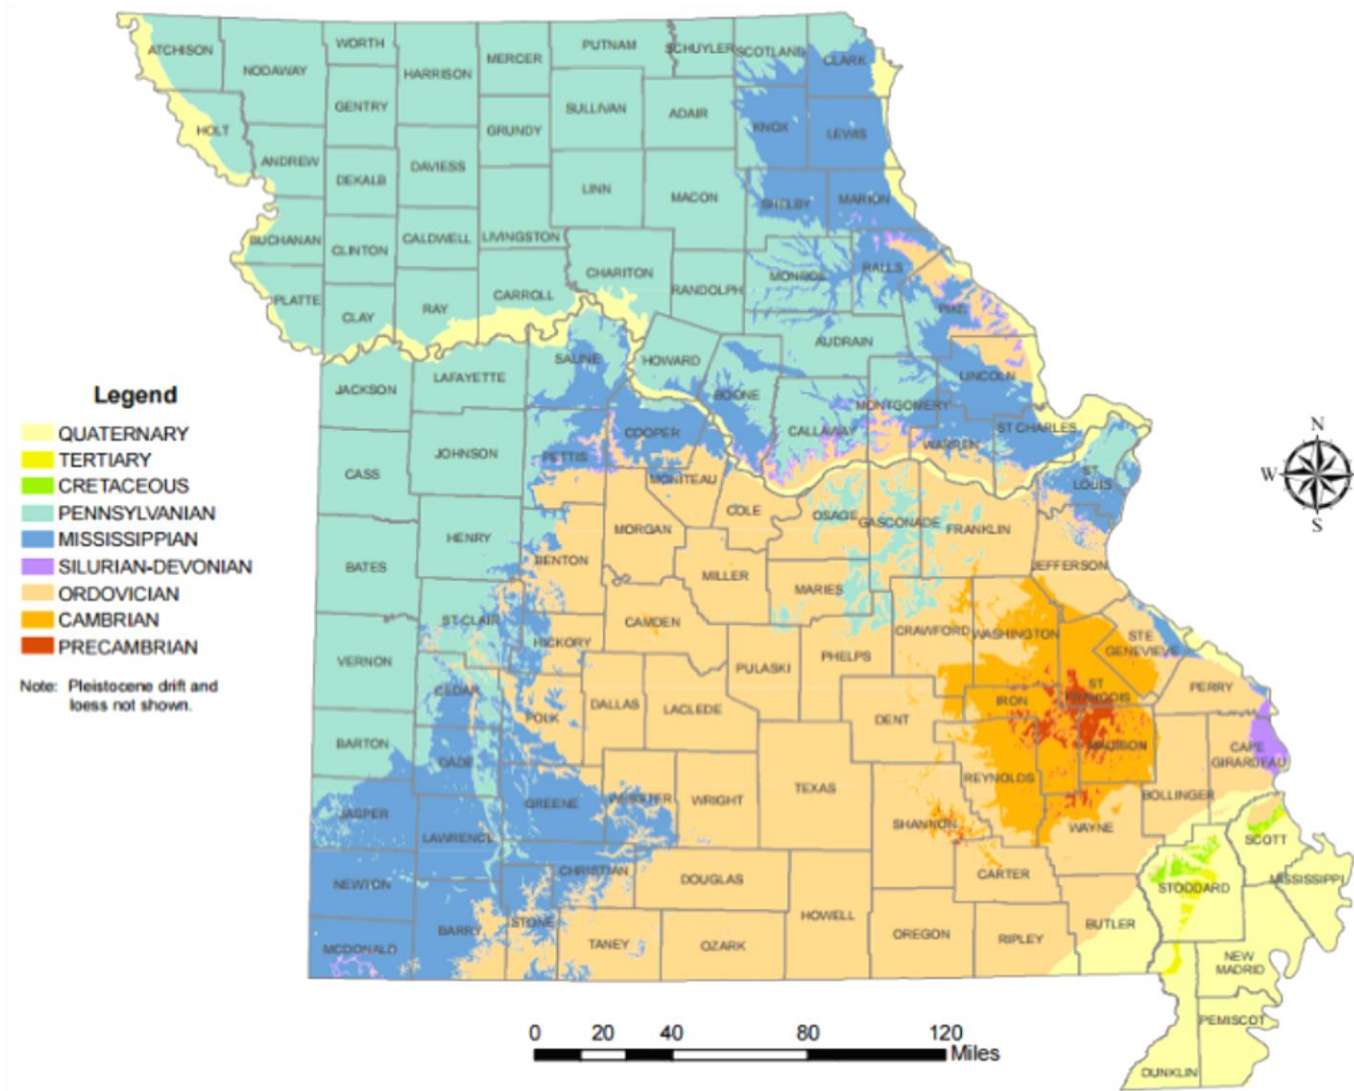 ATCHISON
NODAWAY
WORTH
HARRISON
MERCER
PUTNAM
SCHUYLER
SCOTLAND
CLARK
GENTRY
SULLIVAN
ADAIR
HOLT
GRUNDY
KNOX
LEWIS
ANDREW
DEKALB
DAVIESS
LINN
MACON
SHELBY
MARION
BUCHANAN
CLINTON
CALDWELL
LIVINGSTON
CHARITON
MONROE
RALLS
PLATTE
CLAY
RAY
CARROLL
RANDOLPH
PIKE
AUDRAIN
SALINE
HOWARD
JACKSON
LAFAYETTE
BOONE
LINCOLN
MONTGOMERY
CALLAWAY
COOPER
WARREN
ST CHARLES
JOHNSON
PETTIS
CASS
MONITEAU
ST
LOUIS
COLE
OSAGE
GASCONADE
FRANKLIN
MORGAN
HENRY
BENTON
BATES
MILLER
MARIES
JEFFERSON
ST CLAIR
CAMDEN
CRAWFORD
WASHINGTON
HICKORY
STE
GENEVIEVE
VERNON
PULASKI
PHELPS
CEDAR
ST
FRANCOIS
PERRY
POLK
DALLAS
LACLEDE
DENT
IRON
BARTON
MADISON
CAPE
GIRARDEAU
DADE
REYNOLDS
TEXAS
BOLLINGER
GREENE
WEBSTER
WRIGHT
JASPER
LAWRENCE
SHANNON
WAYNE
SCOTT
NEWTON
CHRISTIAN
DOUGLAS
CARTER
STODDARD
MISSISSIPPI
HOWELL
MCDONALD
BARRY
STONE
TANEY
OZARK
OREGON
RIPLEY
BUTLER
NEW
MADRID
PEMISCOT
DUNKLIN
Legend
QUATERNARY
TERTIARY
CRETACEOUS
PENNSYLVANIAN
MISSISSIPPIAN
SILURIAN-DEVONIAN
ORDOVICIAN
CAMBRIAN
PRECAMBRIAN
Note: Pleistocene drift and
loess not shown.
N
W E
S
0 20 40 80 120
Miles